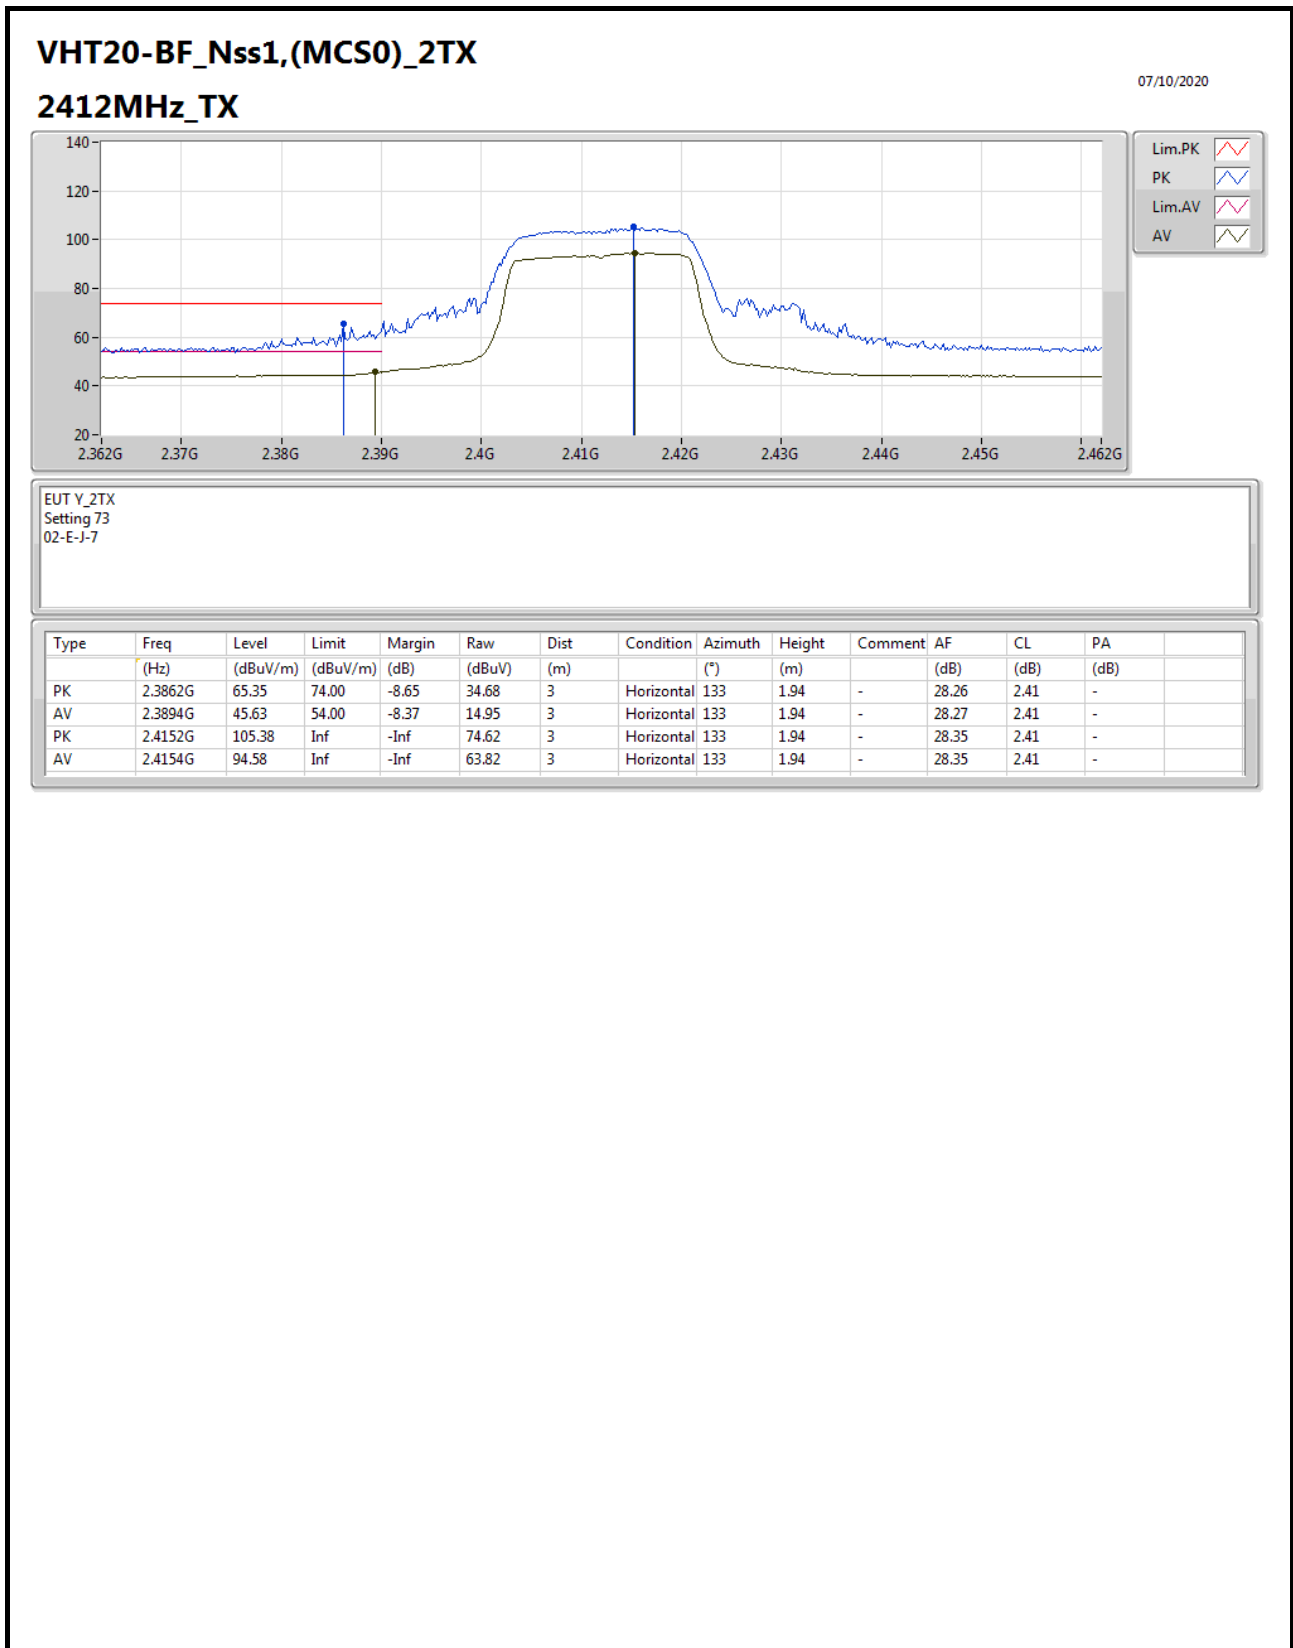 VHT20-BF_Nss1,(MCS0)_2TX
07/10/2020
2412MHz_TX
140
120
100
80
60
40
20
2.362G 2.37G 2.38G 2.39G 2.4G 2.41G 2.42G 2.43G 2.44G 2.45G 2.462G
Lim.PK
PK
Lim.AV
AV
EUT Y_2TX
Setting 73
02-E-J-7
Type Freq Level Limit Margin Raw Dist Condition Azimuth Height Comment AF CL PA
(Hz) (dBuV/m) (dBuV/m) (dB) (dBuV) (m) (°) (m) (dB) (dB) (dB)
PK 2.3862G 65.35 74.00 -8.65 34.68 3 Horizontal 133 1.94 - 28.26 2.41 -
AV 2.3894G 45.63 54.00 -8.37 14.95 3 Horizontal 133 1.94 - 28.27 2.41 -
PK 2.4152G 105.38 Inf -Inf 74.62 3 Horizontal 133 1.94 - 28.35 2.41 -
AV 2.4154G 94.58 Inf -Inf 63.82 3 Horizontal 133 1.94 - 28.35 2.41 -